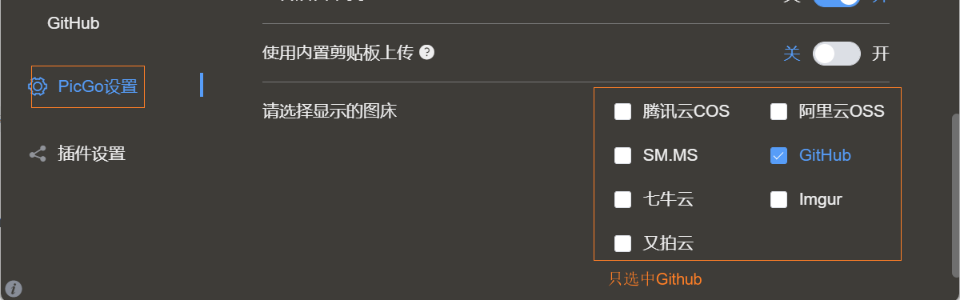 GitHub
使用内置剪贴板上传 ?
关 开
PicGo设置
请选择显示的图床
腾讯云COS 阿里云OSS
插件设置
SM.MS GitHub
七牛云 Imgur
又拍云
只选中Github